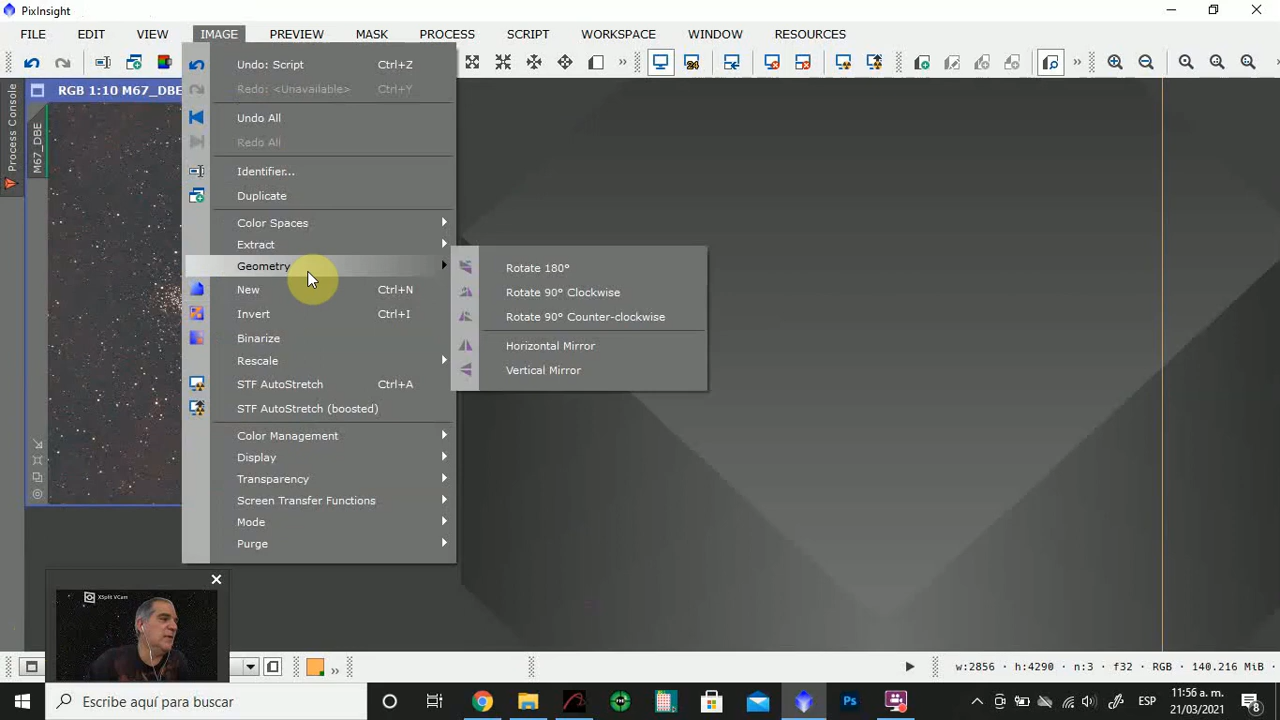 PixInsight
FILE EDIT VIEW IMAGE PREVIEW MASK PROCESS SCRIPT WORKSPACE WINDOW RESOURCES
RGB 1:10 M67_DBE
Process Console
M67_DBE
Undo: Script Ctrl+Z
Redo: <Unavailable> Ctrl+Y
Undo All
Redo All
Identifier...
Duplicate
Color Spaces
Extract
Geometry
New Ctrl+N
Invert Ctrl+I
Binarize
Rescale
STF AutoStretch Ctrl+A
STF AutoStretch (boosted)
Color Management
Display
Transparency
Screen Transfer Functions
Mode
Purge
Rotate 180°
Rotate 90° Clockwise
Rotate 90° Counter-clockwise
Horizontal Mirror
Vertical Mirror
XSplit VCam
w:2856 h:4290 n:3 f32 RGB 140.216 MiB
Escribe aquí para buscar
Ps
ESP
11:56 a. m.
21/03/2021
8